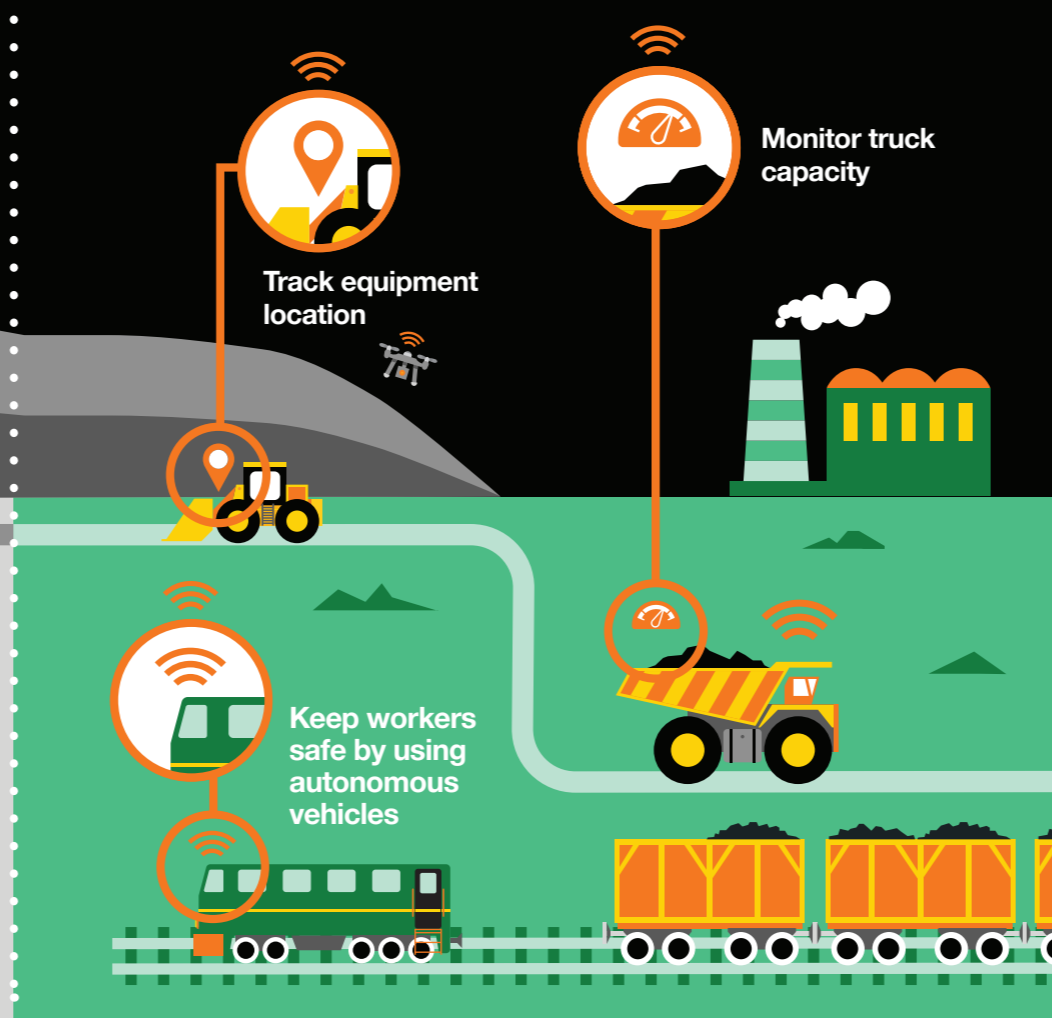 Monitor truck
capacity
Track equipment
location
Keep workers
safe by using
autonomous
vehicles